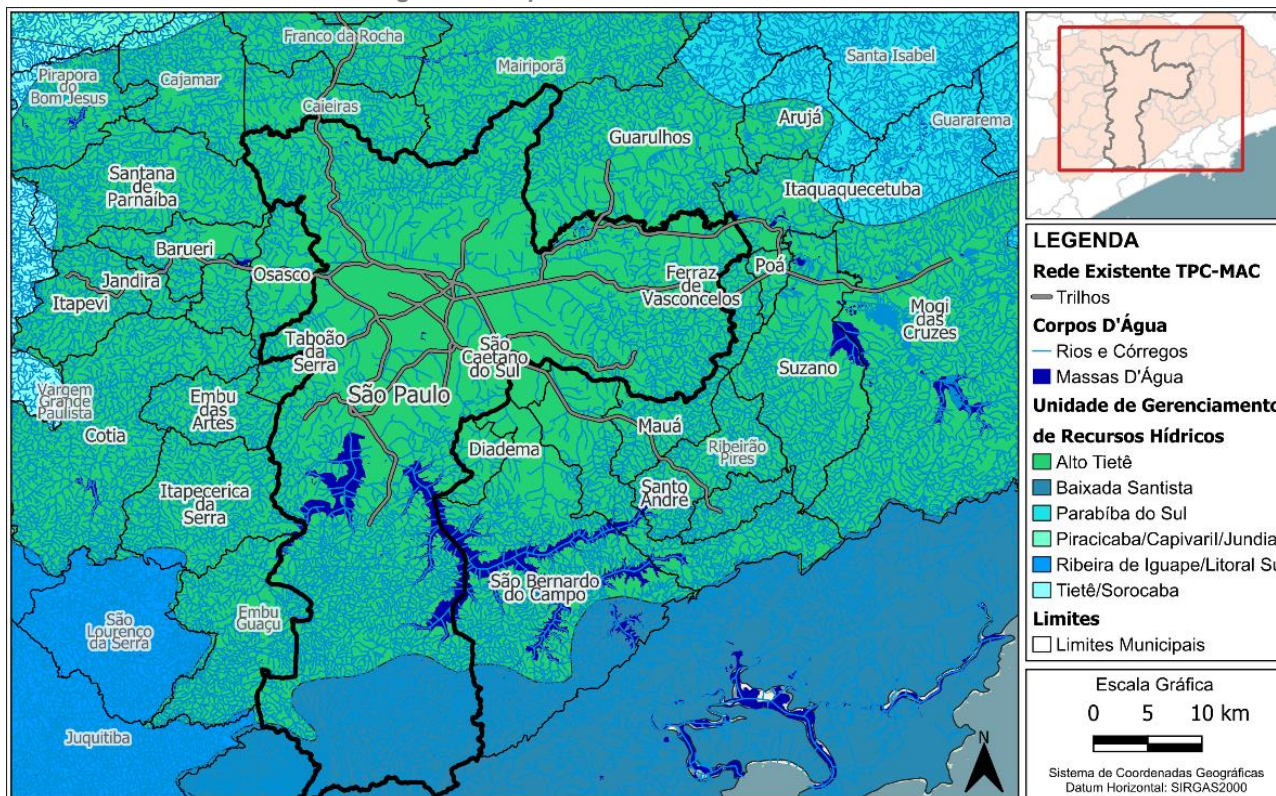 Franco da Rocha
Mairiporã
Santa Isabel
Pirapora
do
Bom Jesus
Cajamar
Caieiras
Guararema
Arujá
Guarulhos
Santana
de
Parnaíba
Itaquaquecetuba
Barueri
Jandira
Itapevi
Osasco
Ferraz
de
Vasconcelos
Poá
Mogi
das
Cruzes
Taboão
da
Serra
São
Caetano
do Sul
Suzano
São Paulo
Vargem
Grande
Paulista
Embu
das
Artes
Cotia
Mauá
Diadema
Ribeirão
Pires
Itapecerica
da
Serra
Santo
André
São Bernardo
do Campo
Embu
Guaçu
São
Lourenço
da Serra
Juquitiba
N
LEGENDA
Rede Existente TPC-MAC
Trilhos
Corpos D'Água
Rios e Córregos
Massas D'Água
Unidade de Gerenciamento
de Recursos Hídricos
Alto Tietê
Baixada Santista
Parabíba do Sul
Piracicaba/Capivaril/Jundia
Ribeira de Iguape/Litoral Su
Tietê/Sorocaba
Limites
Limites Municipais
Escala Gráfica
0 5 10 km
Sistema de Coordenadas Geográficas
Datum Horizontal: SIRGAS2000